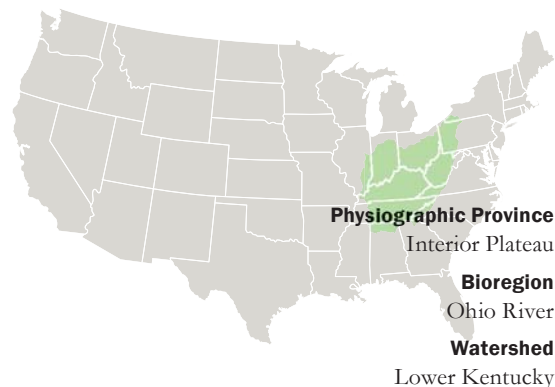 Physiographic Province
Interior Plateau
Bioregion
Ohio River
Watershed
Lower Kentucky